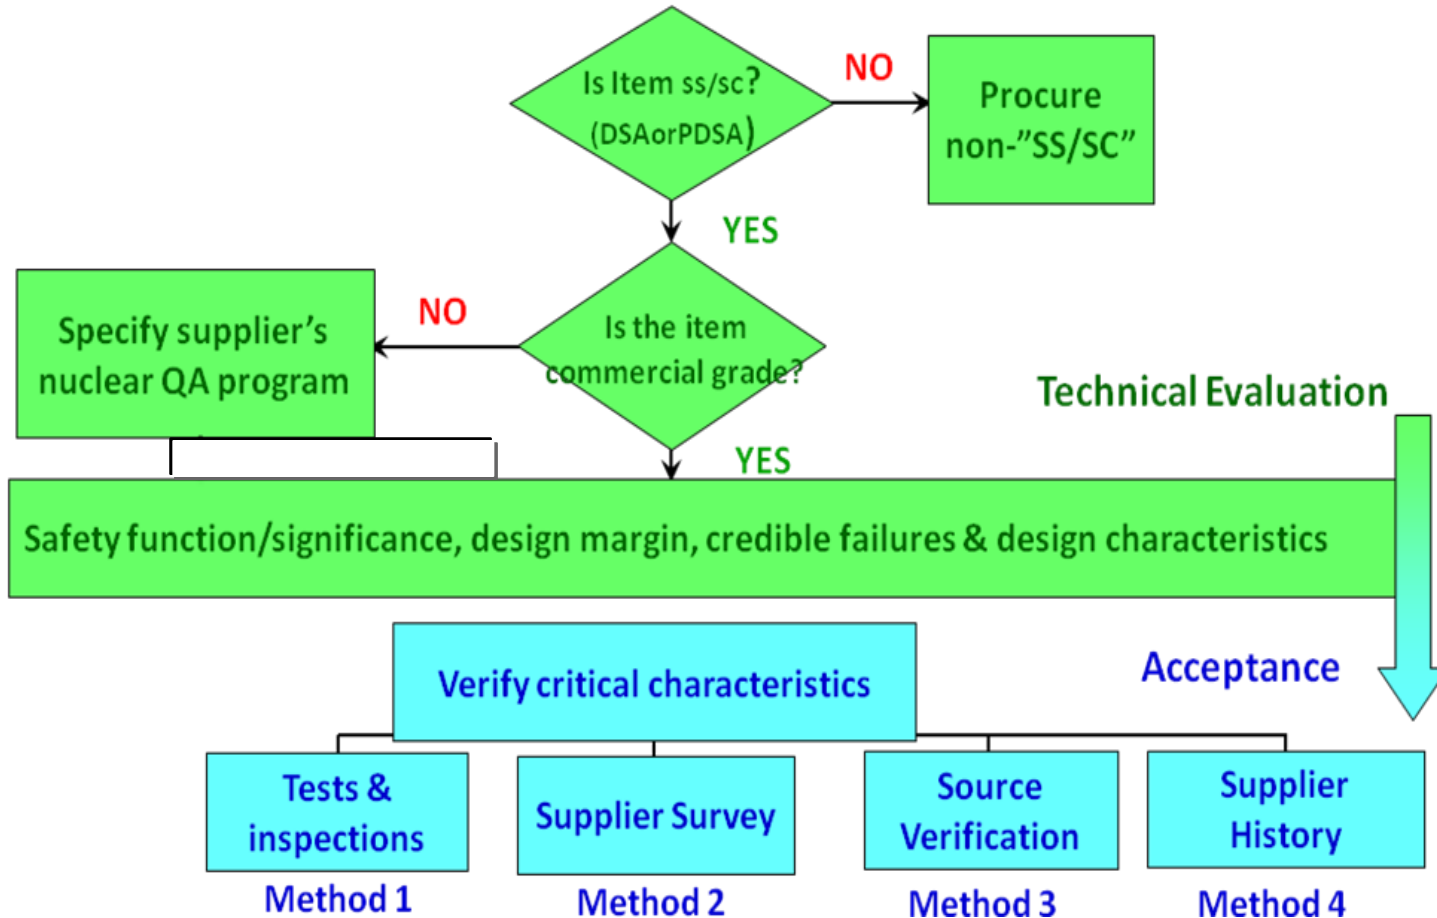 Is Item ss/sc?
(DSAorPDSA)
NO
Procure
non-”SS/SC”
YES
Specify supplier’s
nuclear QA program
NO
Is the item
commercial grade?
Technical Evaluation
YES
Safety function/significance, design margin, credible failures & design characteristics
Verify critical characteristics
Acceptance
Tests &
inspections
Supplier Survey
Source
Verification
Supplier
History
Method 1
Method 2
Method 3
Method 4